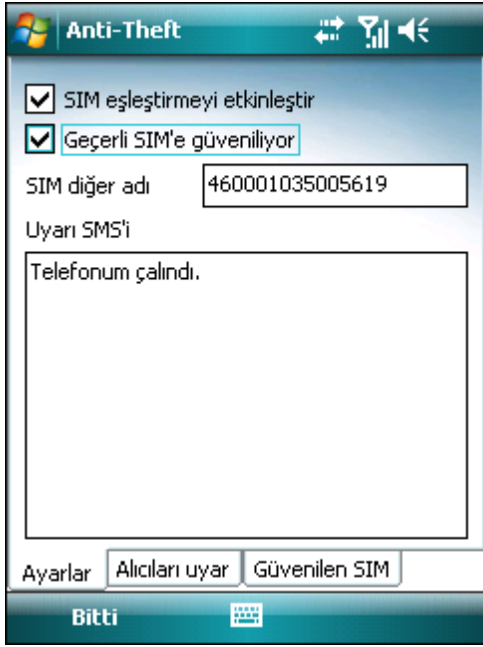 Anti-Theft
SIM eşleştirmeyi etkinleştir
Geçerli SIM'e güveniliyor
SIM diğer adı 460001035005619
Uyarı SMS'i
Telefonum çalındı.
Ayarlar Alıcıları uyar Güvenilen SIM
Bitti